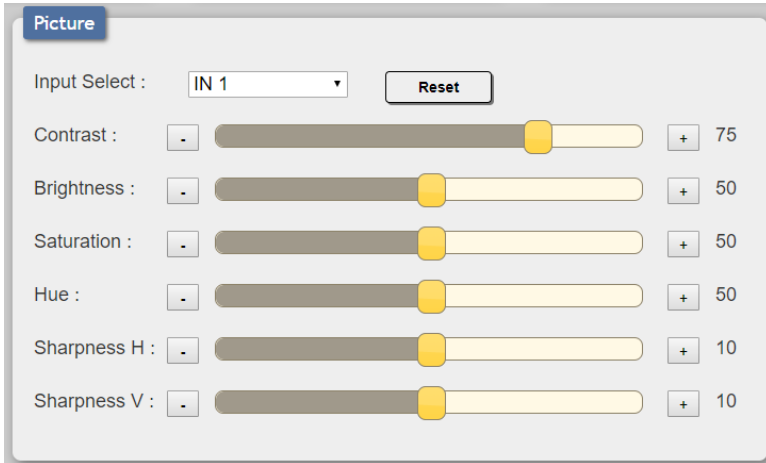 Picture
Input Select : IN 1 Reset
Contrast : - + 75
Brightness : - + 50
Saturation : - + 50
Hue : - + 50
Sharpness H : - + 10
Sharpness V : - + 10